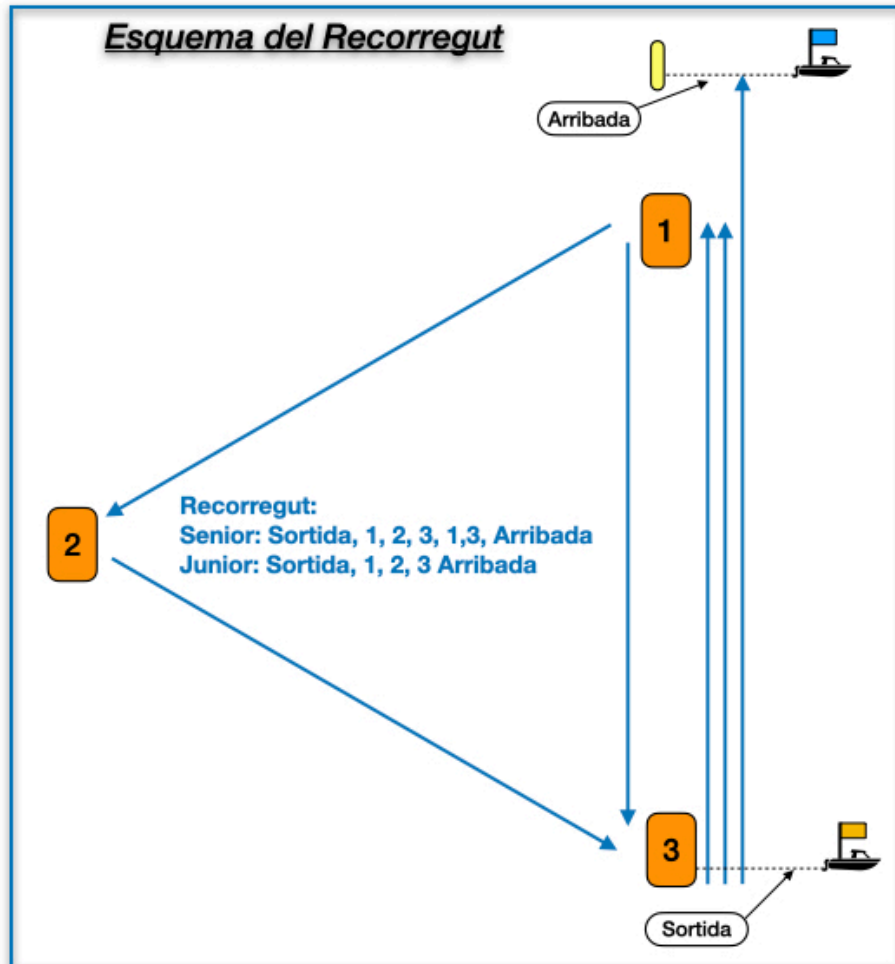 Esquema del Recorregut
Arribada
1
Recorregut:
Senior: Sortida, 1, 2, 3, 1,3, Arribada
Junior: Sortida, 1, 2, 3 Arribada
2
3
Sortida